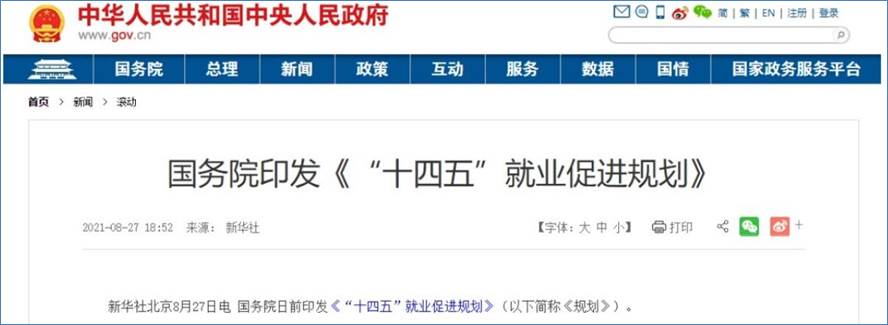 中华人民共和国中央人民政府
www.gov.cn
简 | 繁 | EN | 注册 | 登录
国务院 总理 新闻 政策 互动 服务 数据 国情 国家政务服务平台
首页 > 新闻 > 滚动
国务院印发《“十四五”就业促进规划》
2021-08-27 18:52 来源： 新华社 【字体：大 中 小】 打印
新华社北京8月27日电 国务院日前印发《“十四五”就业促进规划》（以下简称《规划》）。